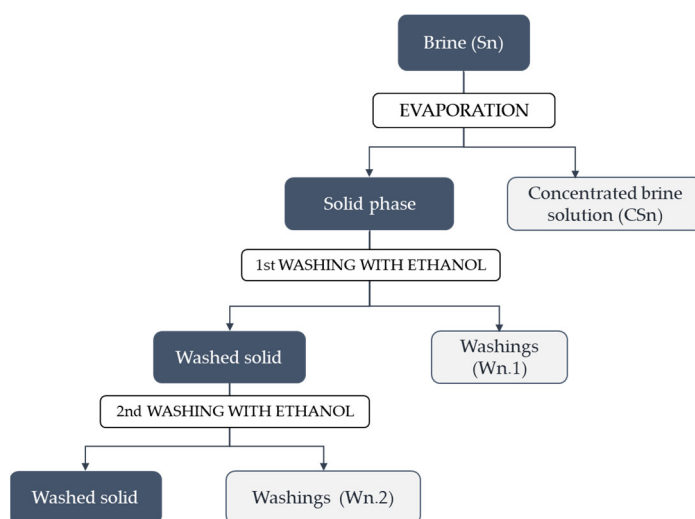 Brine (Sn)
EVAPORATION
Solid phase
Concentrated brine
solution (CSn)
1st WASHING WITH ETHANOL
Washed solid
Washings
(Wn.1)
2nd WASHING WITH ETHANOL
Washed solid
Washings (Wn.2)